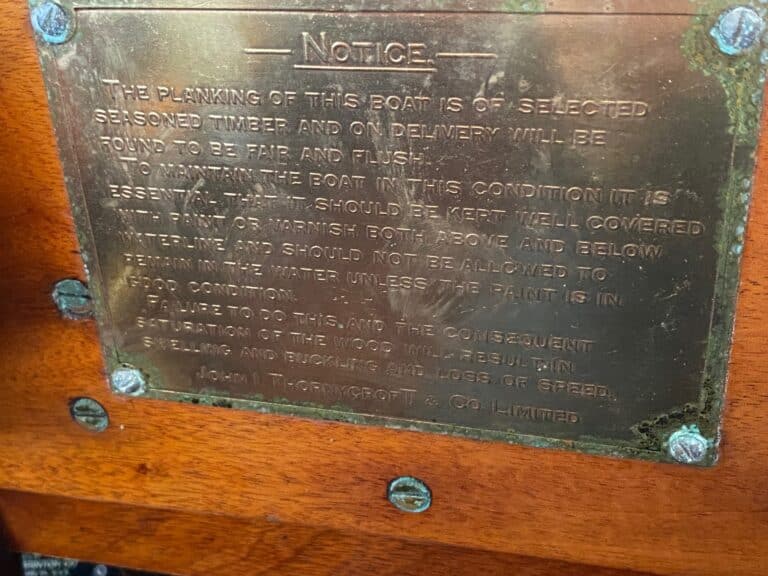 NOTICE.
THE PLANKING OF THIS BOAT IS OF SELECTED
SEASONED TIMBER AND ON DELIVERY WILL BE
FOUND TO BE FAIR AND FLUSH.
TO MAINTAIN THE BOAT IN THIS CONDITION IT IS
ESSENTIAL THAT IT SHOULD BE KEPT WELL COVERED
WITH PAINT OR VARNISH BOTH ABOVE AND BELOW
WATERLINE AND SHOULD NOT BE ALLOWED TO
REMAIN IN THE WATER UNLESS THE PAINT IS IN
GOOD CONDITION.
FAILURE TO DO THIS AND THE CONSEQUENT
SATURATION OF THE WOOD WILL RESULT IN
SWELLING AND BUCKLING AND LOSS OF SPEED.
JOHN I THORNYCROFT & CO LIMITED